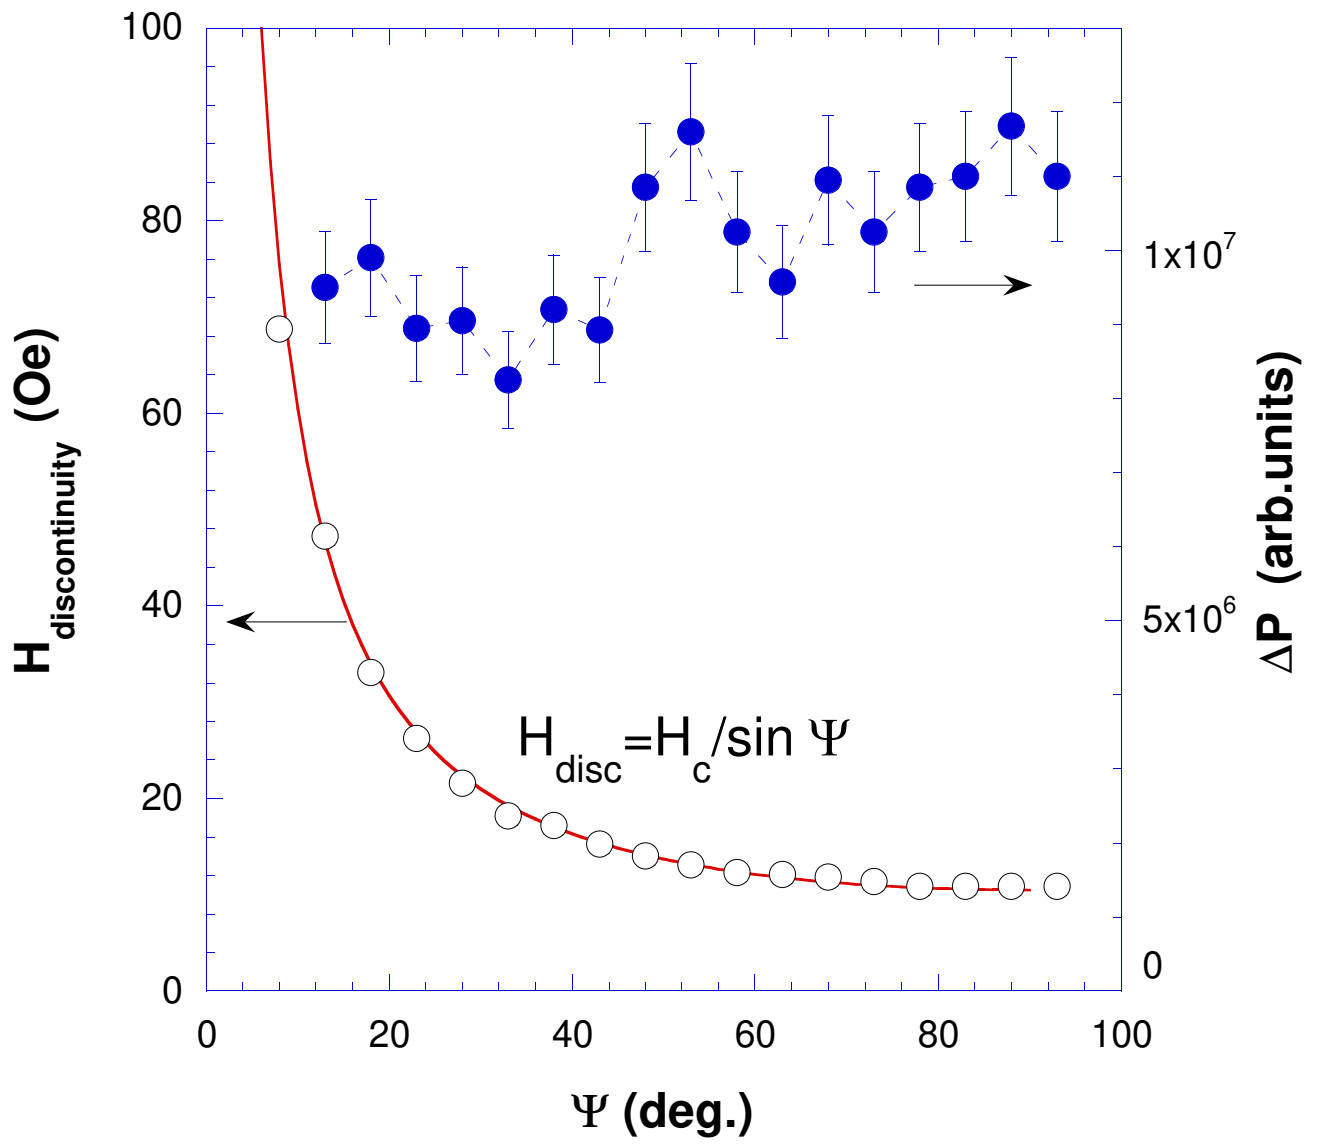 100
80
60
40
20
0
H_discontinuity (Oe)
H_disc=H_c/sin Ψ
1x10^7
5x10^6
0
ΔP (arb.units)
0 20 40 60 80 100
Ψ (deg.)